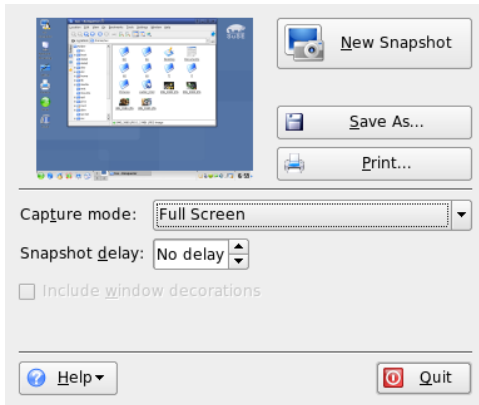 New Snapshot
Save As...
Print...
Capture mode: Full Screen
Snapshot delay: No delay
Include window decorations
Help
Quit